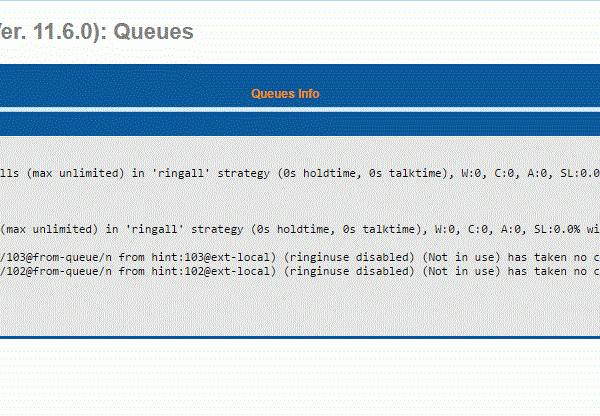 Ver. 11.6.0): Queues
Queues Info
lls (max unlimited) in 'ringall' strategy (0s holdtime, 0s talktime), W:0, C:0, A:0, SL:0.0
(max unlimited) in 'ringall' strategy (0s holdtime, 0s talktime), W:0, C:0, A:0, SL:0.0% wi
/103@from-queue/n from hint:103@ext-local) (ringinuse disabled) (Not in use) has taken no c
/102@from-queue/n from hint:102@ext-local) (ringinuse disabled) (Not in use) has taken no c